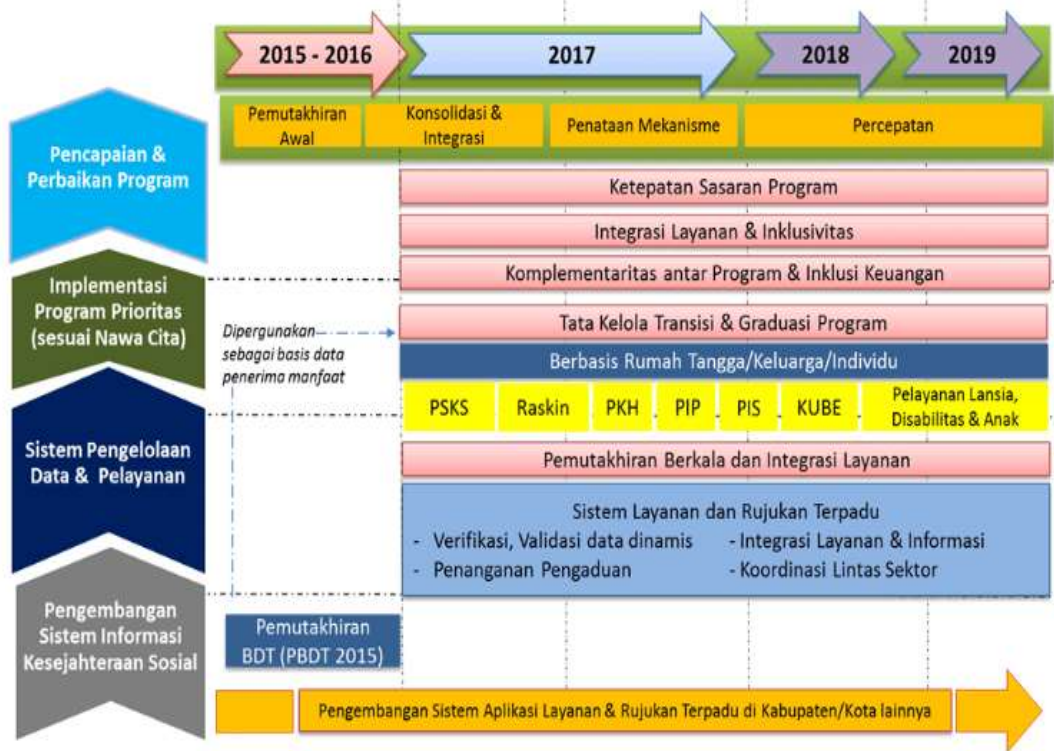 2015 - 2016
2017
2018
2019
Pemutakhiran
Awal
Konsolidasi &
Integrasi
Penataan Mekanisme
Percepatan
Pencapaian &
Perbaikan Program
Ketepatan Sasaran Program
Integrasi Layanan & Inklusivitas
Komplementaritas antar Program & Inklusi Keuangan
Implementasi
Program Prioritas
(sesuai Nawa Cita)
Dipergunakan
sebagai basis data
penerima manfaat
Tata Kelola Transisi & Graduasi Program
Berbasis Rumah Tangga/Keluarga/Individu
PSKS
Raskin
PKH
PIP
PIS
KUBE
Pelayanan Lansia,
Disabilitas & Anak
Sistem Pengelolaan
Data & Pelayanan
Pemutakhiran Berkala dan Integrasi Layanan
Sistem Layanan dan Rujukan Terpadu
- Verifikasi, Validasi data dinamis
- Penanganan Pengaduan
- Integrasi Layanan & Informasi
- Koordinasi Lintas Sektor
Pengembangan
Sistem Informasi
Kesejahteraan Sosial
Pemutakhiran
BDT (PBDT 2015)
Pengembangan Sistem Aplikasi Layanan & Rujukan Terpadu di Kabupaten/Kota lainnya